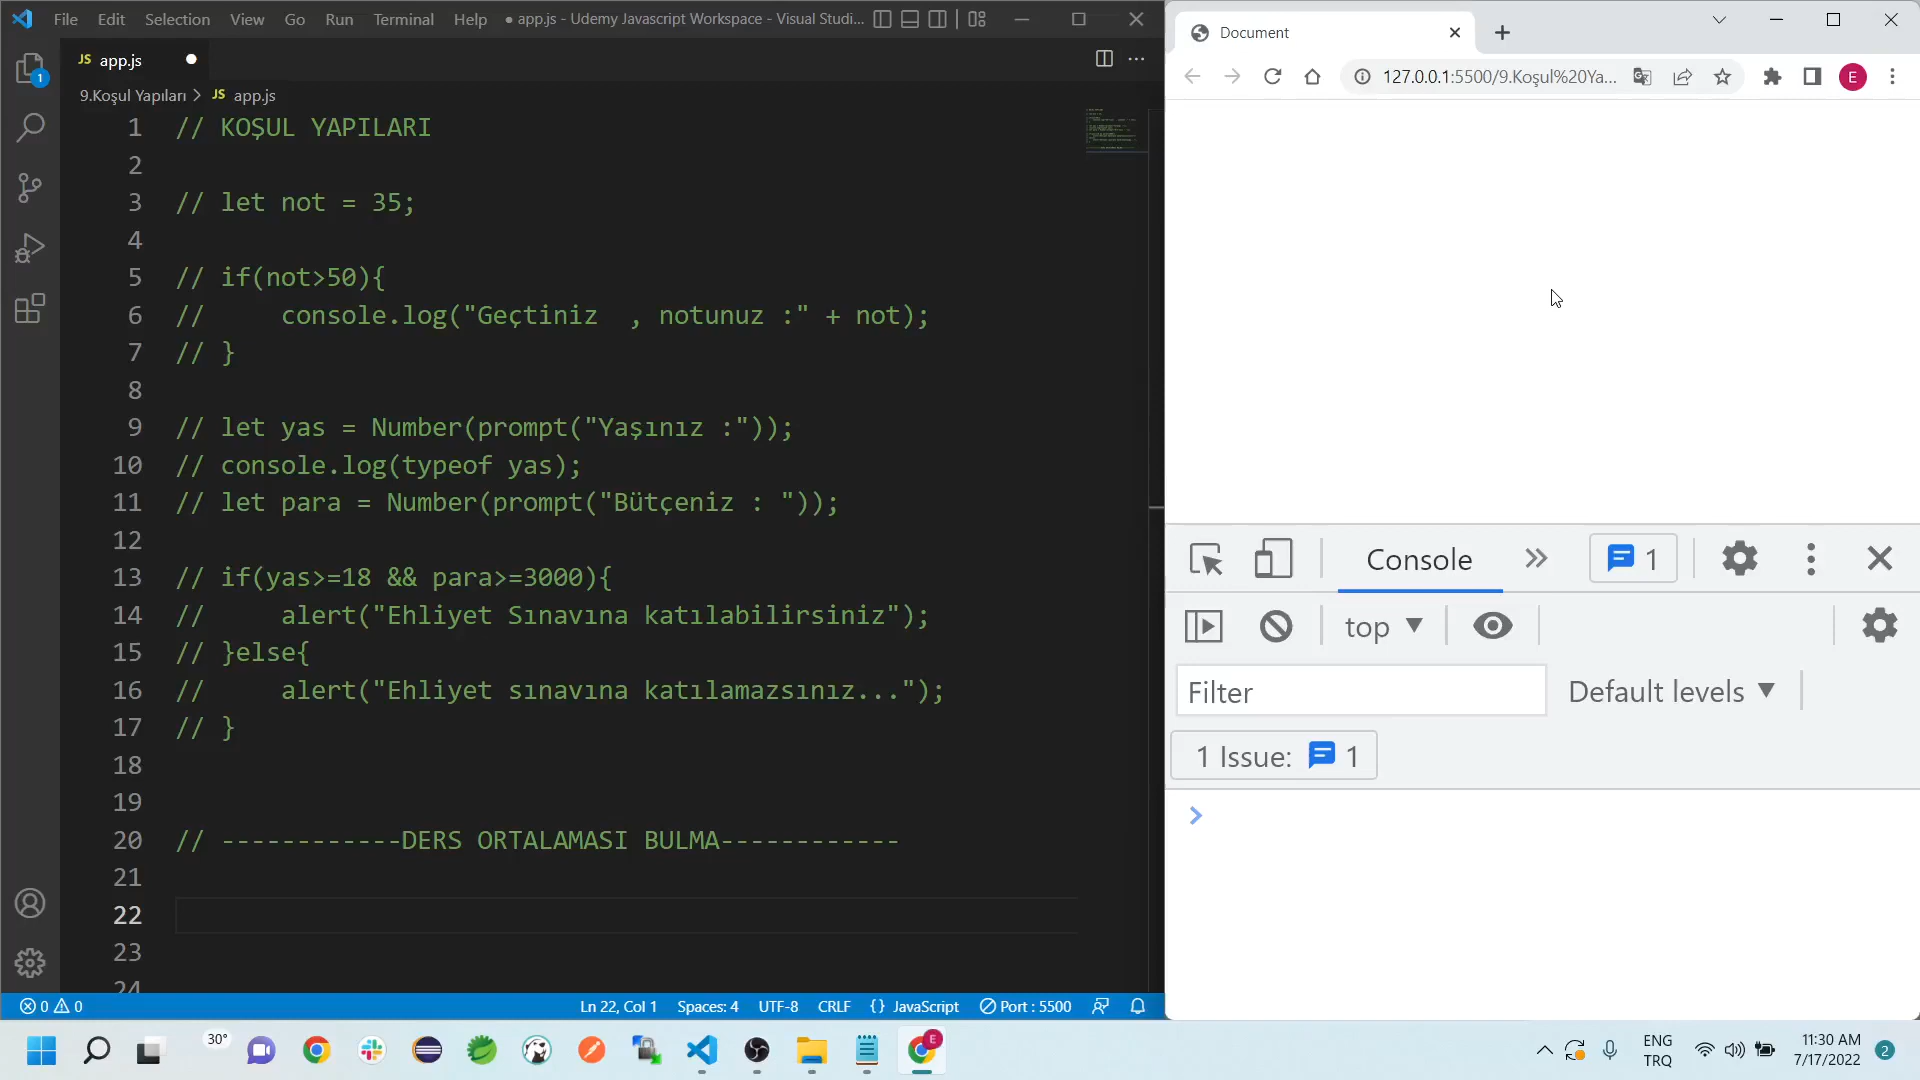 File Edit Selection View Go Run Terminal Help ● app.js - Udemy Javascript Workspace - Visual Studi...
JS app.js ●
9.Koşul Yapıları > JS app.js
1 // KOŞUL YAPILARI
2
3 // let not = 35;
4
5 // if(not>50){
6 //     console.log("Geçtiniz  , notunuz :" + not);
7 // }
8
9 // let yas = Number(prompt("Yaşınız :"));
10 // console.log(typeof yas);
11 // let para = Number(prompt("Bütçeniz : "));
12
13 // if(yas>=18 && para>=3000){
14 //     alert("Ehliyet Sınavına katılabilirsiniz");
15 // }else{
16 //     alert("Ehliyet sınavına katılamazsınız...");
17 // }
18
19
20 // ------------DERS ORTALAMASI BULMA------------
21
22
23
24
1
0 0 Ln 22, Col 1 Spaces: 4 UTF-8 CRLF {} JavaScript Port : 5500
Document
127.0.0.1:5500/9.Koşul%20Ya... E
Console 1
top
Filter Default levels
1 Issue: 1
30° E ENG 11:30 AM
TRQ 7/17/2022 2